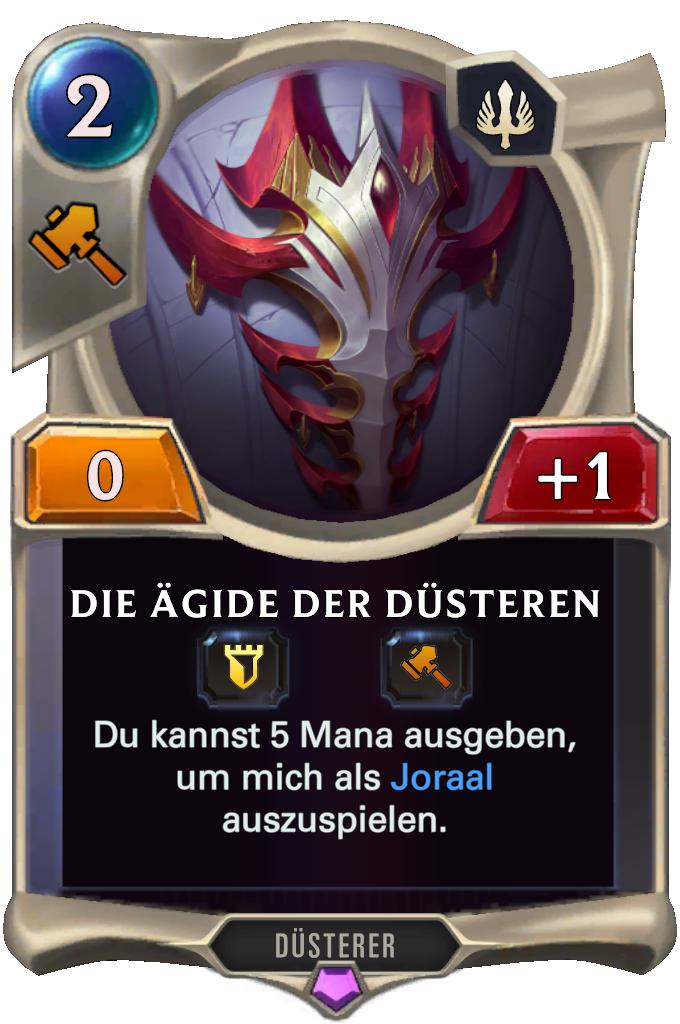 2
0
+1
DIE ÄGIDE DER DÜSTEREN
Du kannst 5 Mana ausgeben,
um mich als Joraal
auszuspielen.
DÜSTERER